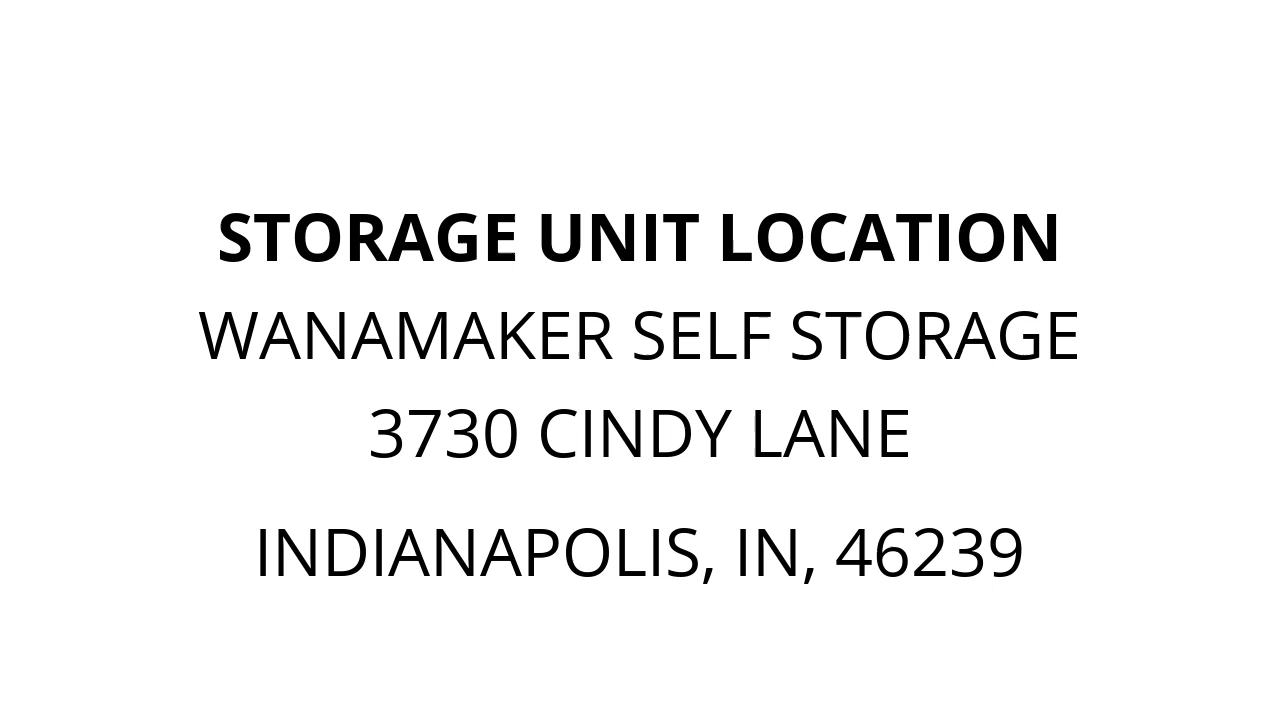 STORAGE UNIT LOCATION
WANAMAKER SELF STORAGE
3730 CINDY LANE
INDIANAPOLIS, IN, 46239